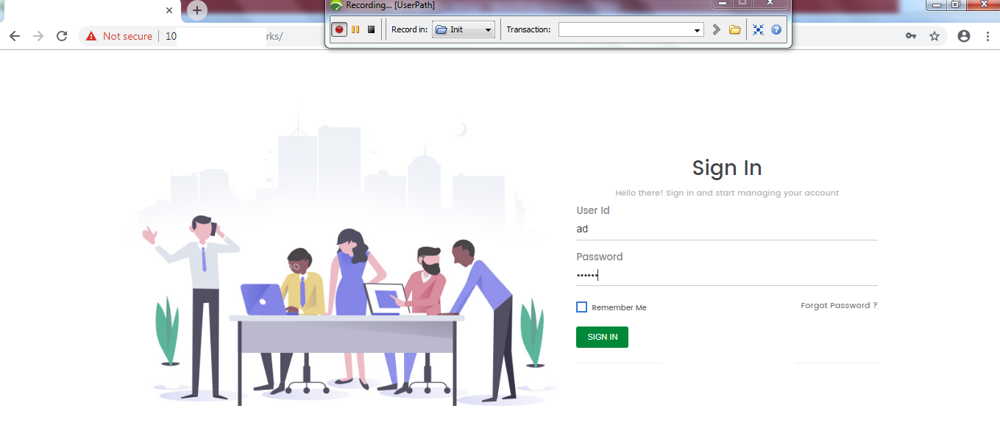 Recording... [UserPath]
Not secure 10 rks/
Record in: Init Transaction:
Sign In
Hello there! Sign in and start managing your account
User Id
ad
Password
••••••
Remember Me
Forgot Password ?
SIGN IN